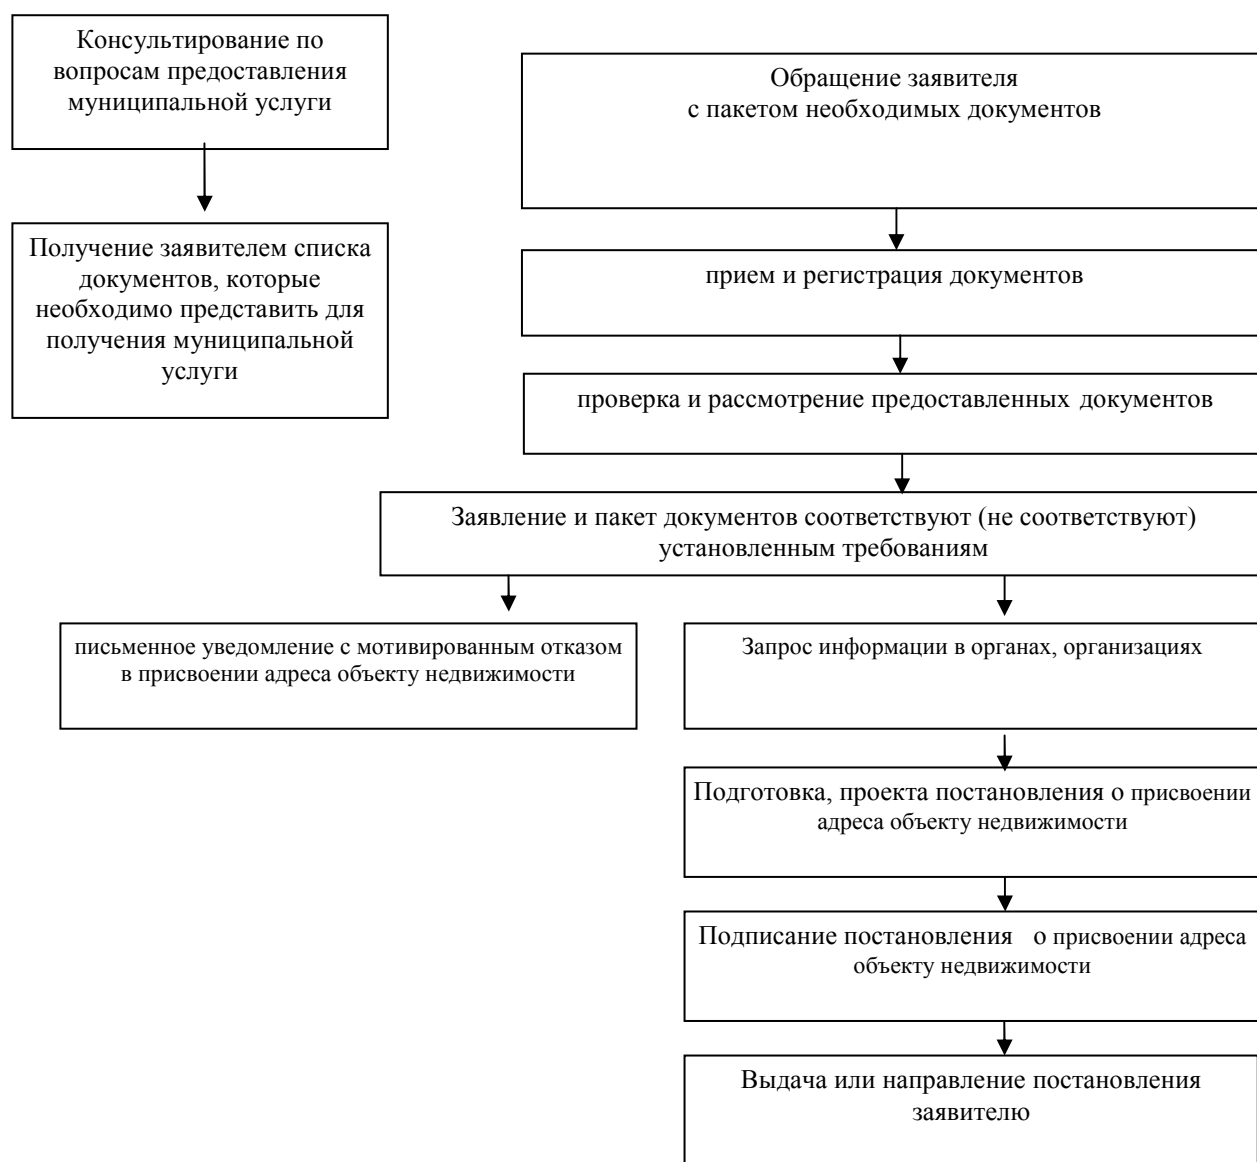 Консультирование по
вопросам предоставления
муниципальной услуги
Обращение заявителя
с пакетом необходимых документов
Получение заявителем списка
документов, которые
необходимо представить для
получения муниципальной
услуги
прием и регистрация документов
проверка и рассмотрение предоставленных документов
Заявление и пакет документов соответствуют (не соответствуют)
установленным требованиям
письменное уведомление с мотивированным отказом
в присвоении адреса объекту недвижимости
Запрос информации в органах, организациях
Подготовка, проекта постановления о присвоении
адреса объекту недвижимости
Подписание постановления о присвоении адреса
объекту недвижимости
Выдача или направление постановления
заявителю